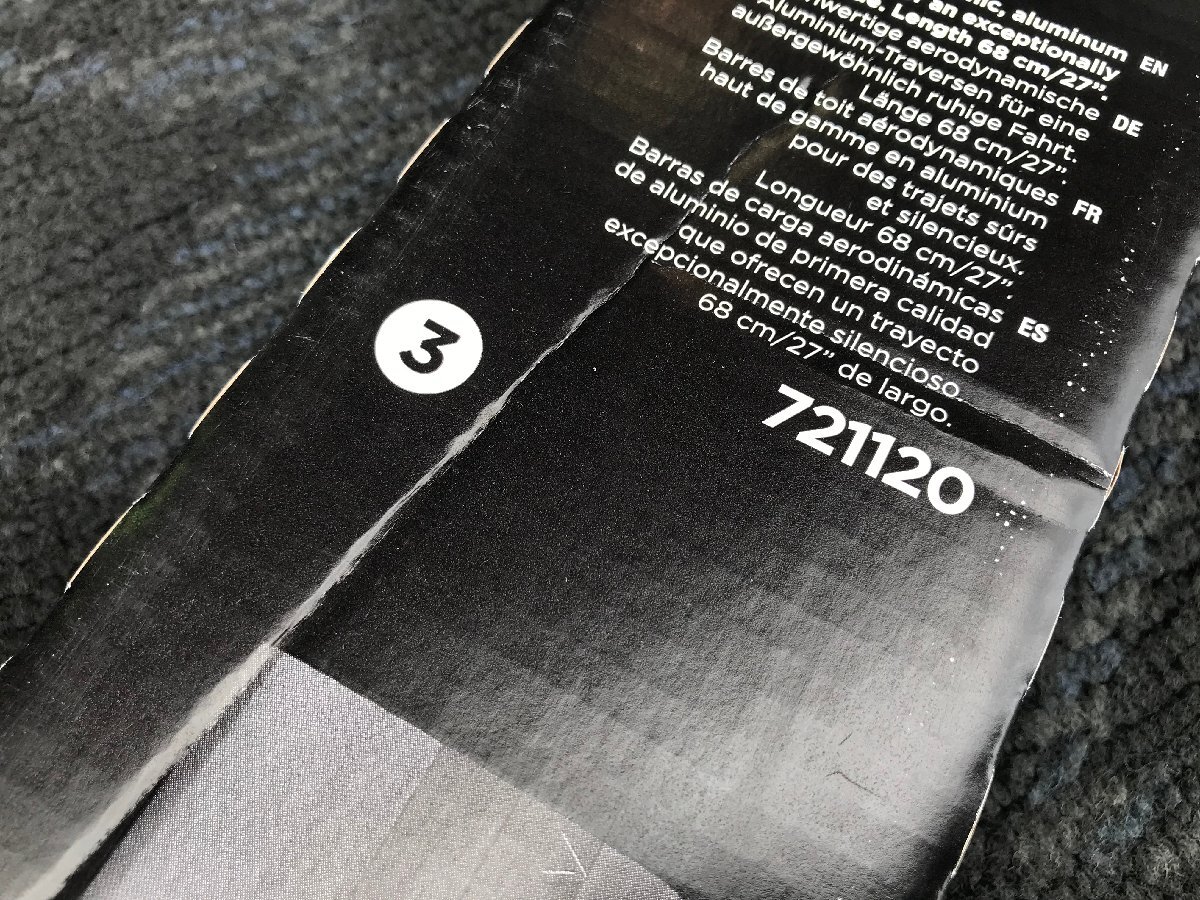 aluminum
an exceptionally EN
Length 68 cm/27”.
aerodynamische
Aluminium-Traversen für eine
außergewöhnlich ruhige Fahrt. DE
Länge 68 cm/27”.
Barres de toit aérodynamiques
haut de gamme en aluminium
pour des trajets sûrs FR
et silencieux.
Longueur 68 cm/27”.
Barras de carga aerodinámicas
de aluminio de primera calidad
que ofrecen un trayecto ES
excepcionalmente silencioso.
68 cm/27” de largo.
3
721120